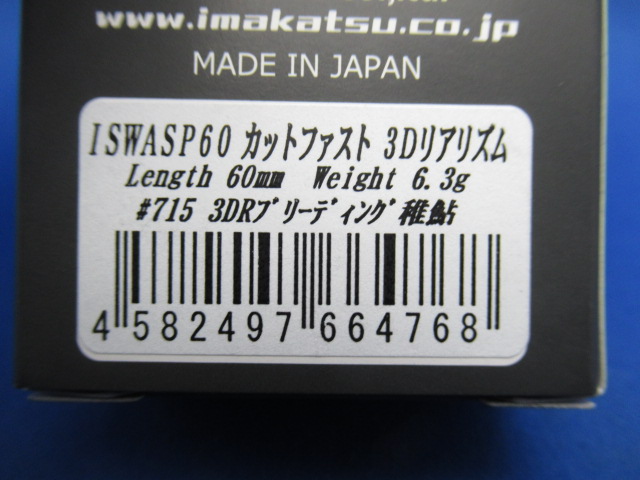 www.imakatsu.co.jp
MADE IN JAPAN
ISWASP60 カットファスト 3Dリアリズム
Length 60mm Weight 6.3g
#715 3DRﾌﾞﾘｰﾃﾞｨﾝｸﾞ稚鮎
4 582497 664768